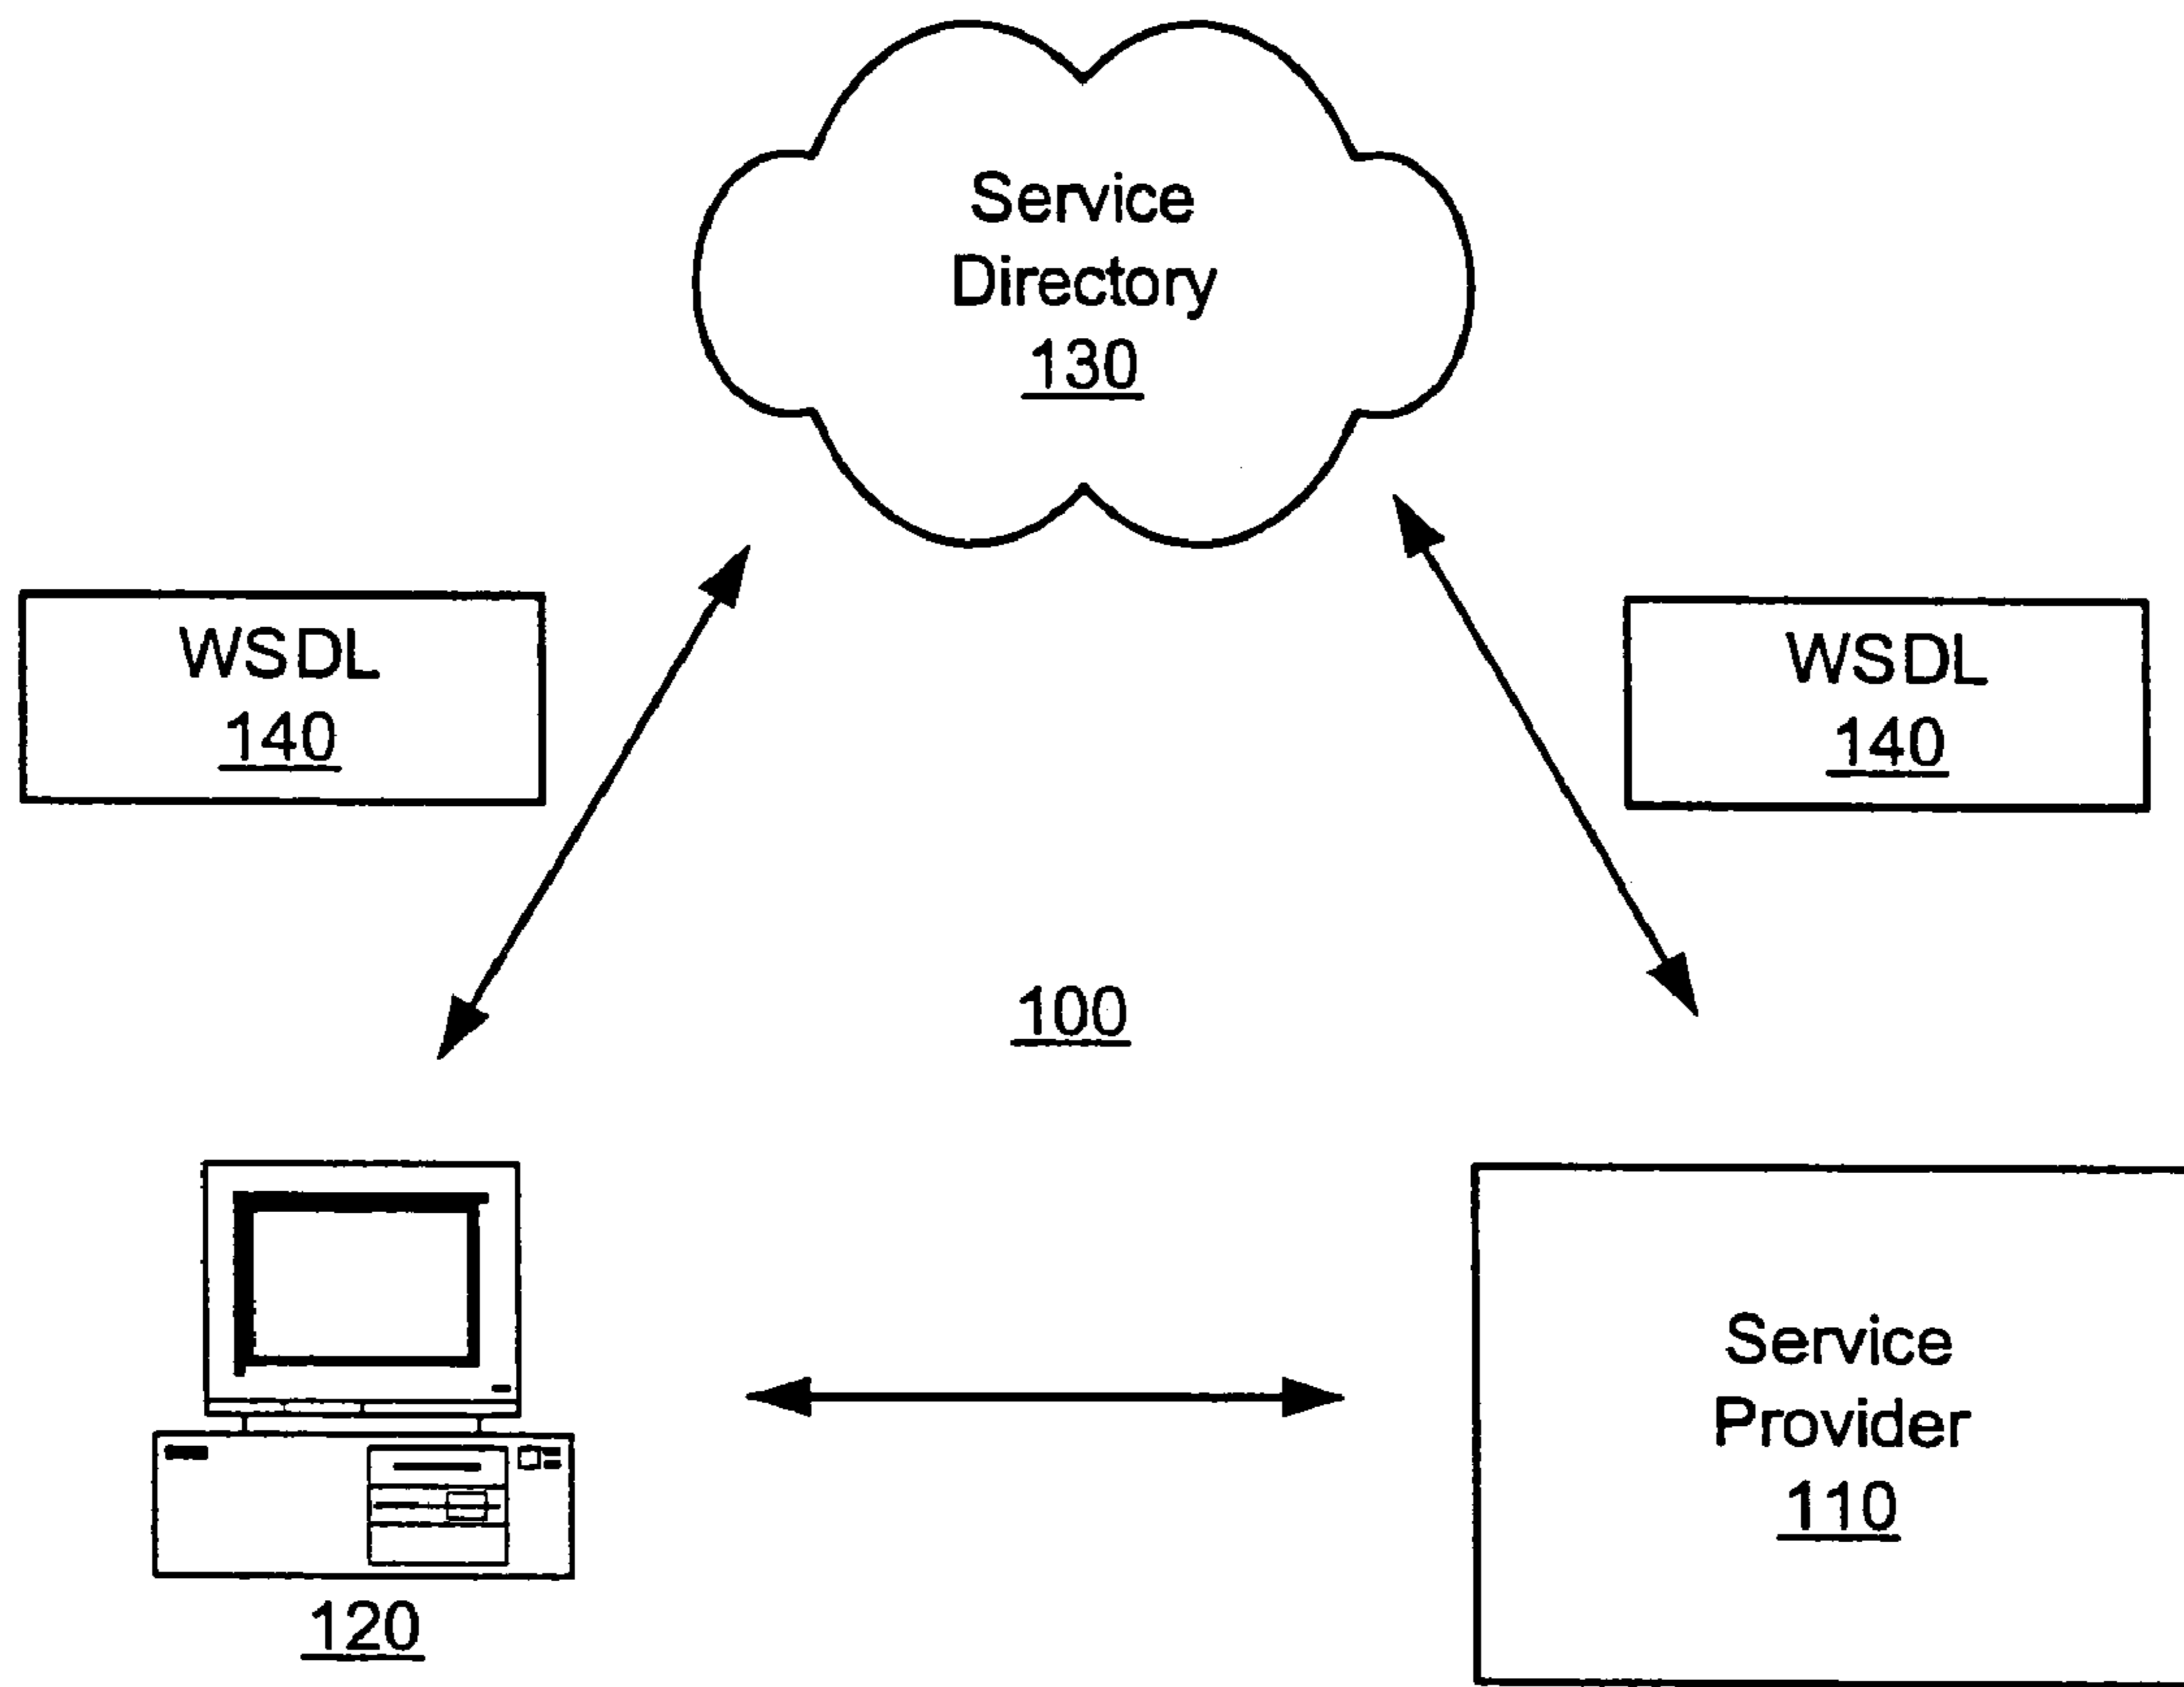 Service
Directory
130
WSDL
140
WSDL
140
100
Service
Provider
110
120